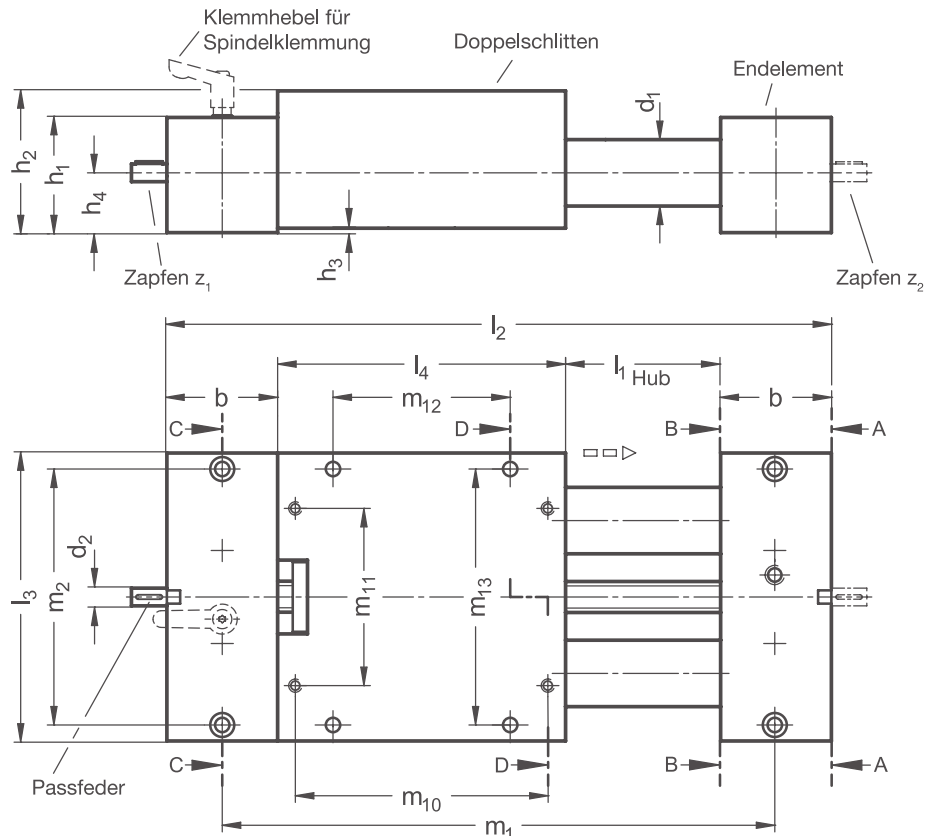 Klemmhebel für
Spindelklemmung
Doppelschlitten
Endelement
d1
h2
h1
h4
h3
Zapfen z1
Zapfen z2
l2
l4
l1 Hub
b
m12
b
C
D
B
A
l3
m2
d2
m11
m13
C
D
B
A
Passfeder
m10
m1